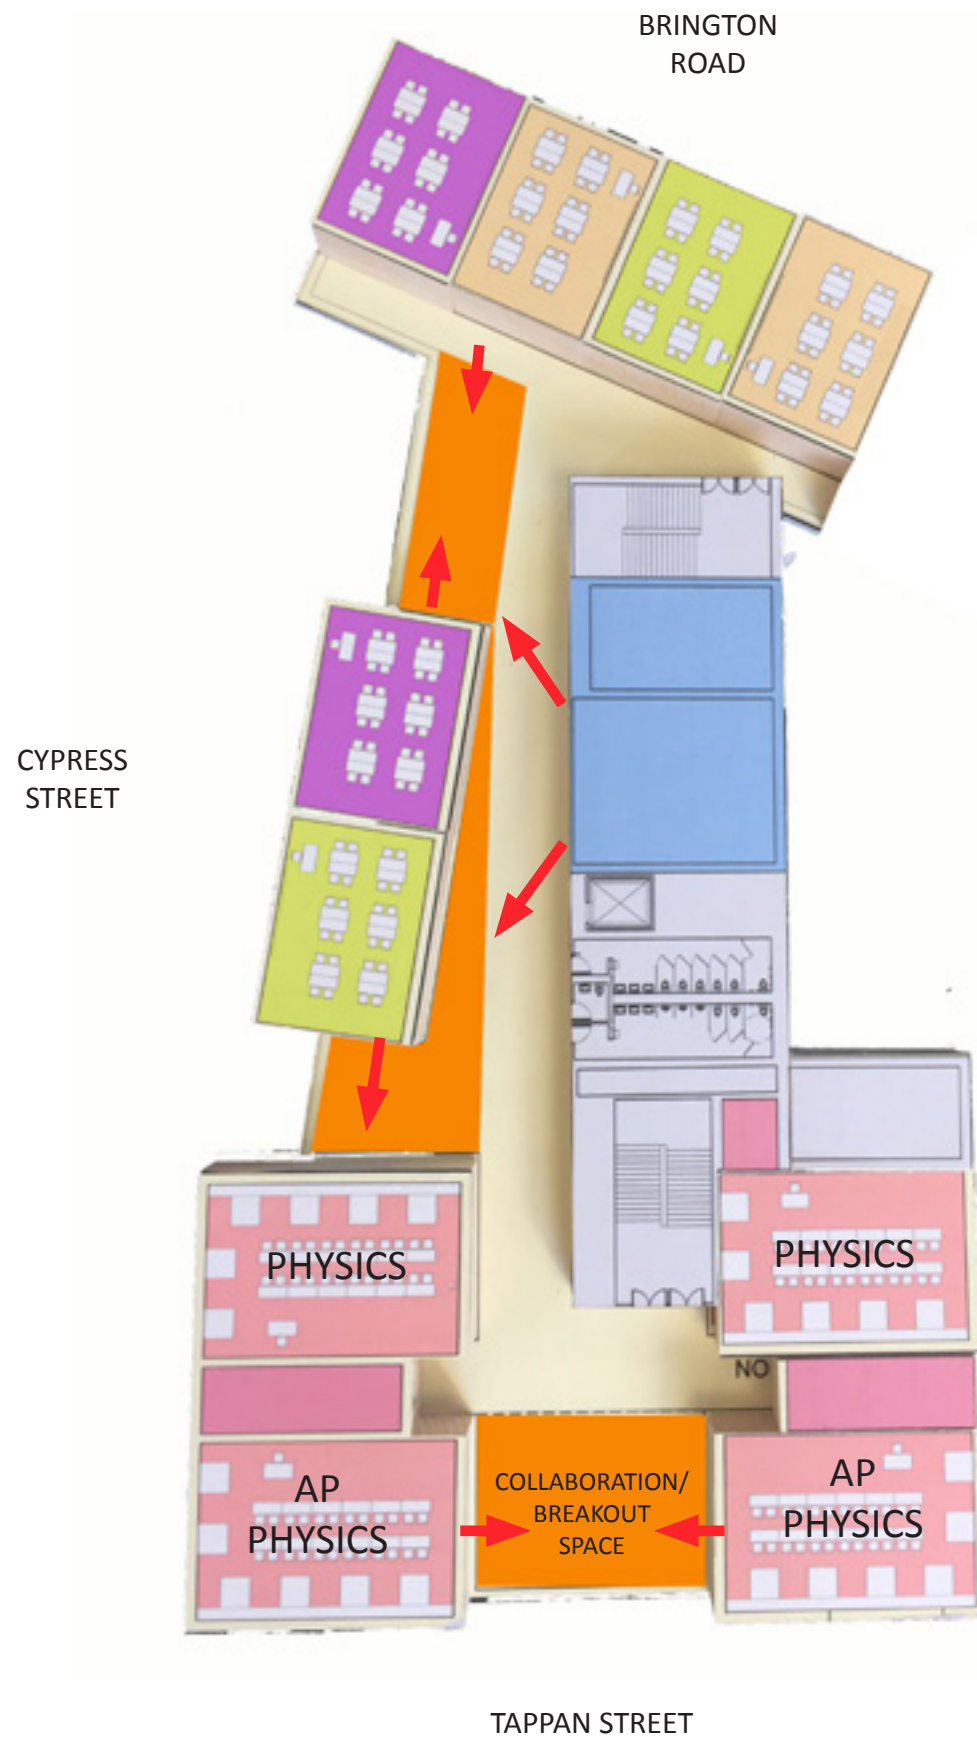 BRINGTON
ROAD
CYPRESS
STREET
PHYSICS
PHYSICS
NO
AP
PHYSICS
COLLABORATION/
BREAKOUT
SPACE
AP
PHYSICS
TAPPAN STREET